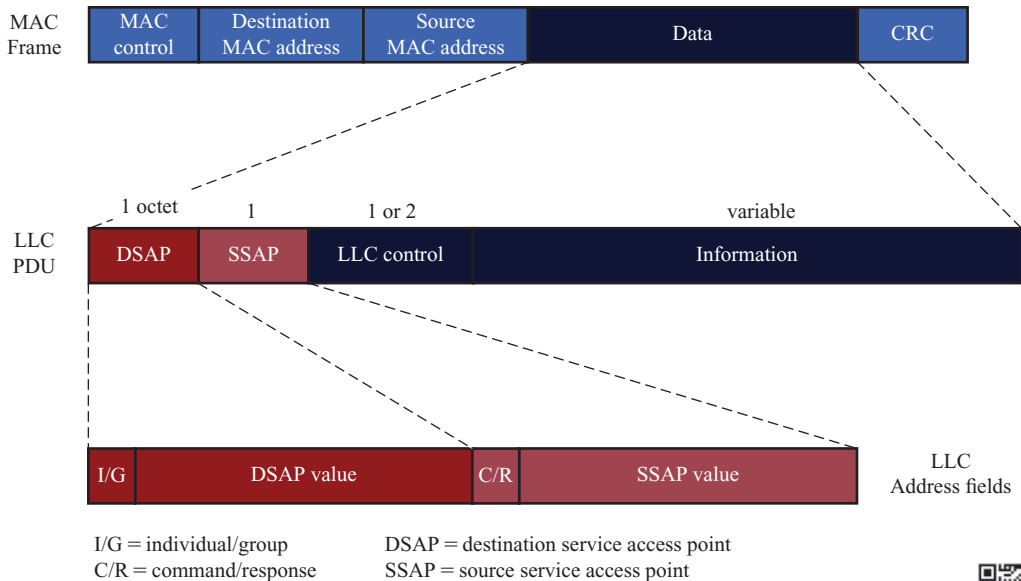 MAC
Frame
MAC
control
Destination
MAC address
Source
MAC address
Data
CRC
1 octet
1
1 or 2
variable
LLC
PDU
DSAP
SSAP
LLC control
Information
I/G
DSAP value
C/R
SSAP value
LLC
Address fields
I/G = individual/group
DSAP = destination service access point
C/R = command/response
SSAP = source service access point